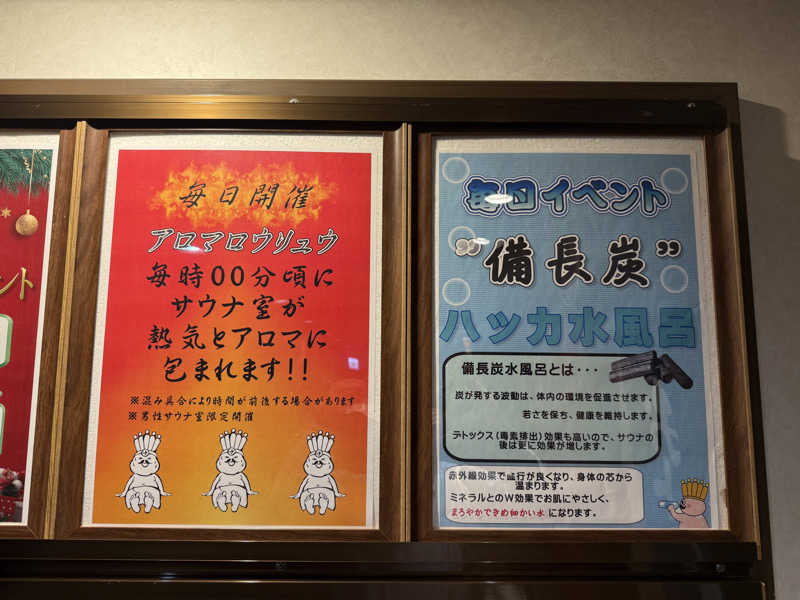 ント
毎日開催
アロマロウリュウ
毎時00分頃に
サウナ室が
熱気とアロマに
包まれます!!
※混み具合により時間が前後する場合があります
※男性サウナ室限定開催
毎回イベント
”備長炭”
ハッカ水風呂
備長炭水風呂とは・・・
炭が発する波動は、体内の環境を促進させます。
若さを保ち、健康を維持します。
デトックス（毒素排出）効果も高いので、サウナの
後は更に効果が増します。
赤外線効果で血行が良くなり、身体の芯から
温まります。
ミネラルとのW効果でお肌にやさしく、
まろやかできめ細かい水 になります。